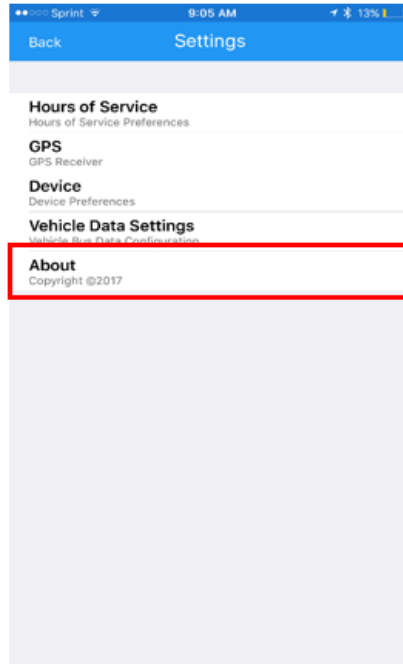 Sprint 9:05 AM 13%
Back Settings
Hours of Service
Hours of Service Preferences
GPS
GPS Receiver
Device
Device Preferences
Vehicle Data Settings
Vehicle Bus Data Configuration
About
Copyright ©2017